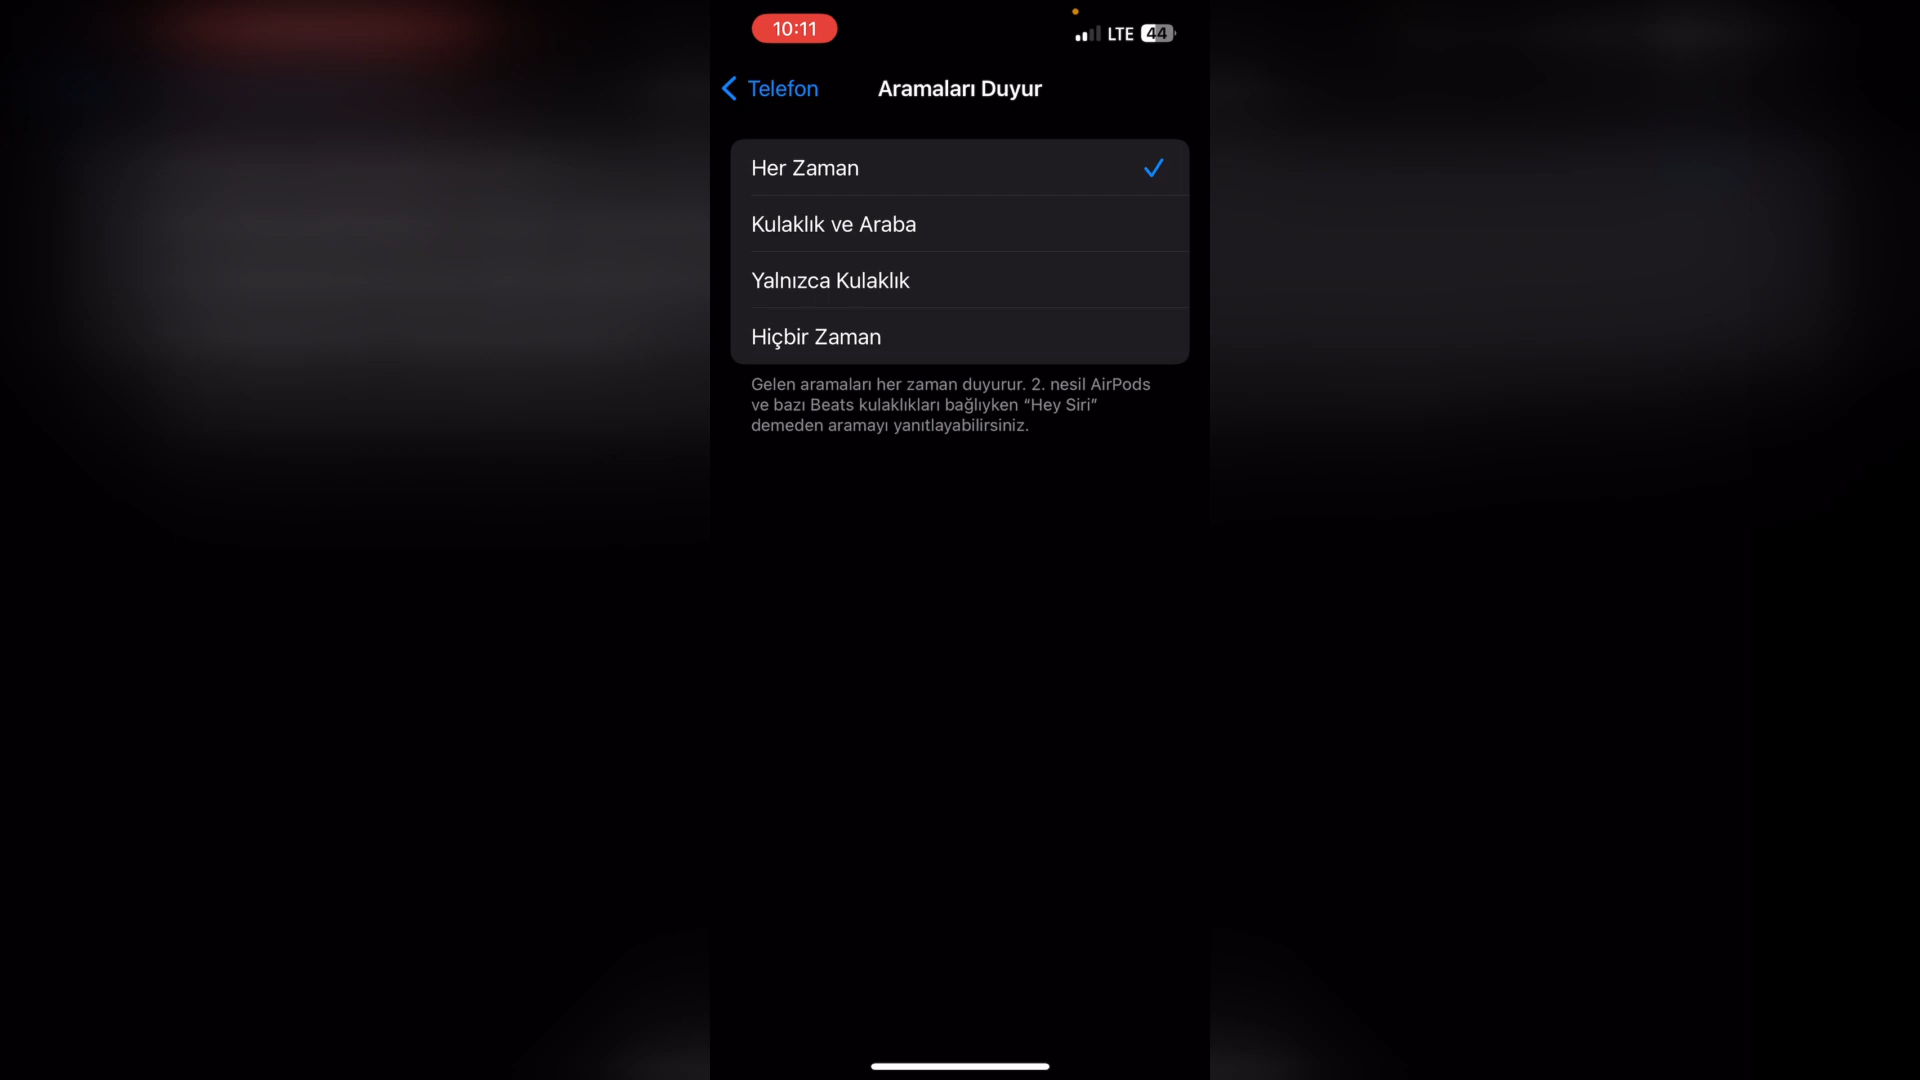 10:11
LTE 44
Telefon
Aramaları Duyur
Her Zaman
Kulaklık ve Araba
Yalnızca Kulaklık
Hiçbir Zaman
Gelen aramaları her zaman duyurur. 2. nesil AirPods
ve bazı Beats kulaklıkları bağlıyken “Hey Siri”
demeden aramayı yanıtlayabilirsiniz.